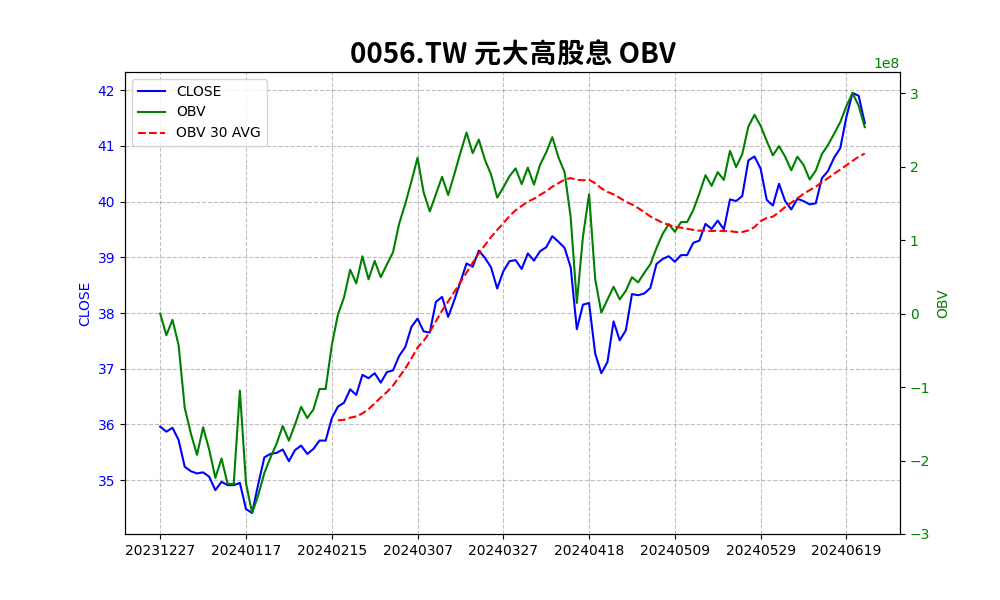 0056.TW 元大高股息 OBV
1e8
CLOSE
OBV
OBV 30 AVG
42
41
40
39
38
37
36
35
CLOSE
3
2
1
0
−1
−2
−3
OBV
20231227 20240117 20240215 20240307 20240327 20240418 20240509 20240529 20240619